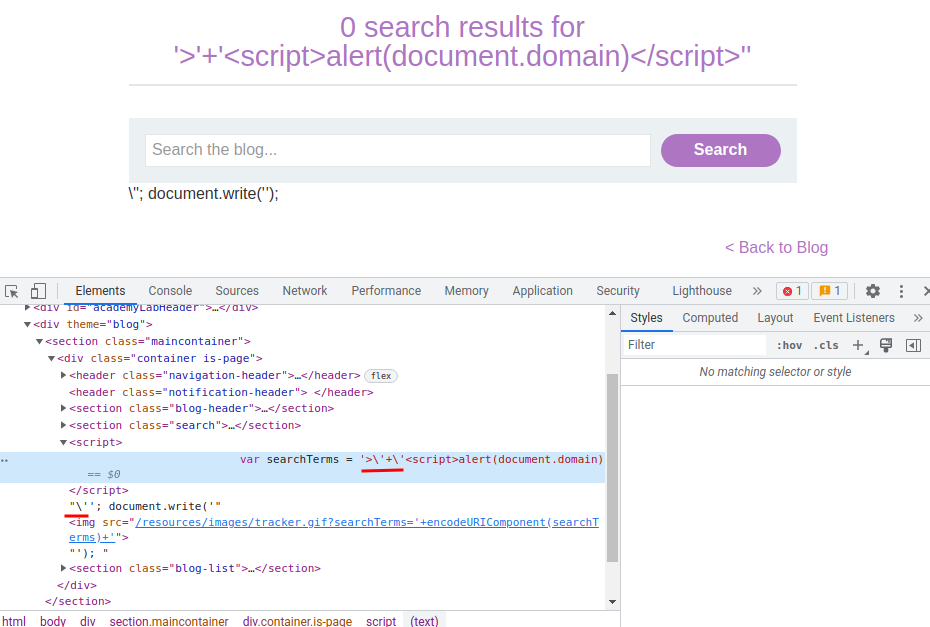 0 search results for
'>'+'<script>alert(document.domain)</script>''
Search the blog...
Search
\''; document.write('');
< Back to Blog
Elements Console Sources Network Performance Memory Application Security Lighthouse » 1 1
<div id="academyLabHeader">…</div>
<div theme="blog">
<section class="maincontainer">
<div class="container is-page">
<header class="navigation-header">…</header> flex
<header class="notification-header"> </header>
<section class="blog-header">…</section>
<section class="search">…</section>
<script>
var searchTerms = '>\'+\'<script>alert(document.domain)
== $0
</script>
"\''; document.write('"
<img src="/resources/images/tracker.gif?searchTerms='+encodeURIComponent(searchT
erms)+'">
"'); "
<section class="blog-list">…</section>
</div>
</section>
html body div section.maincontainer div.container.is-page script (text)
Styles Computed Layout Event Listeners »
Filter :hov .cls +
No matching selector or style